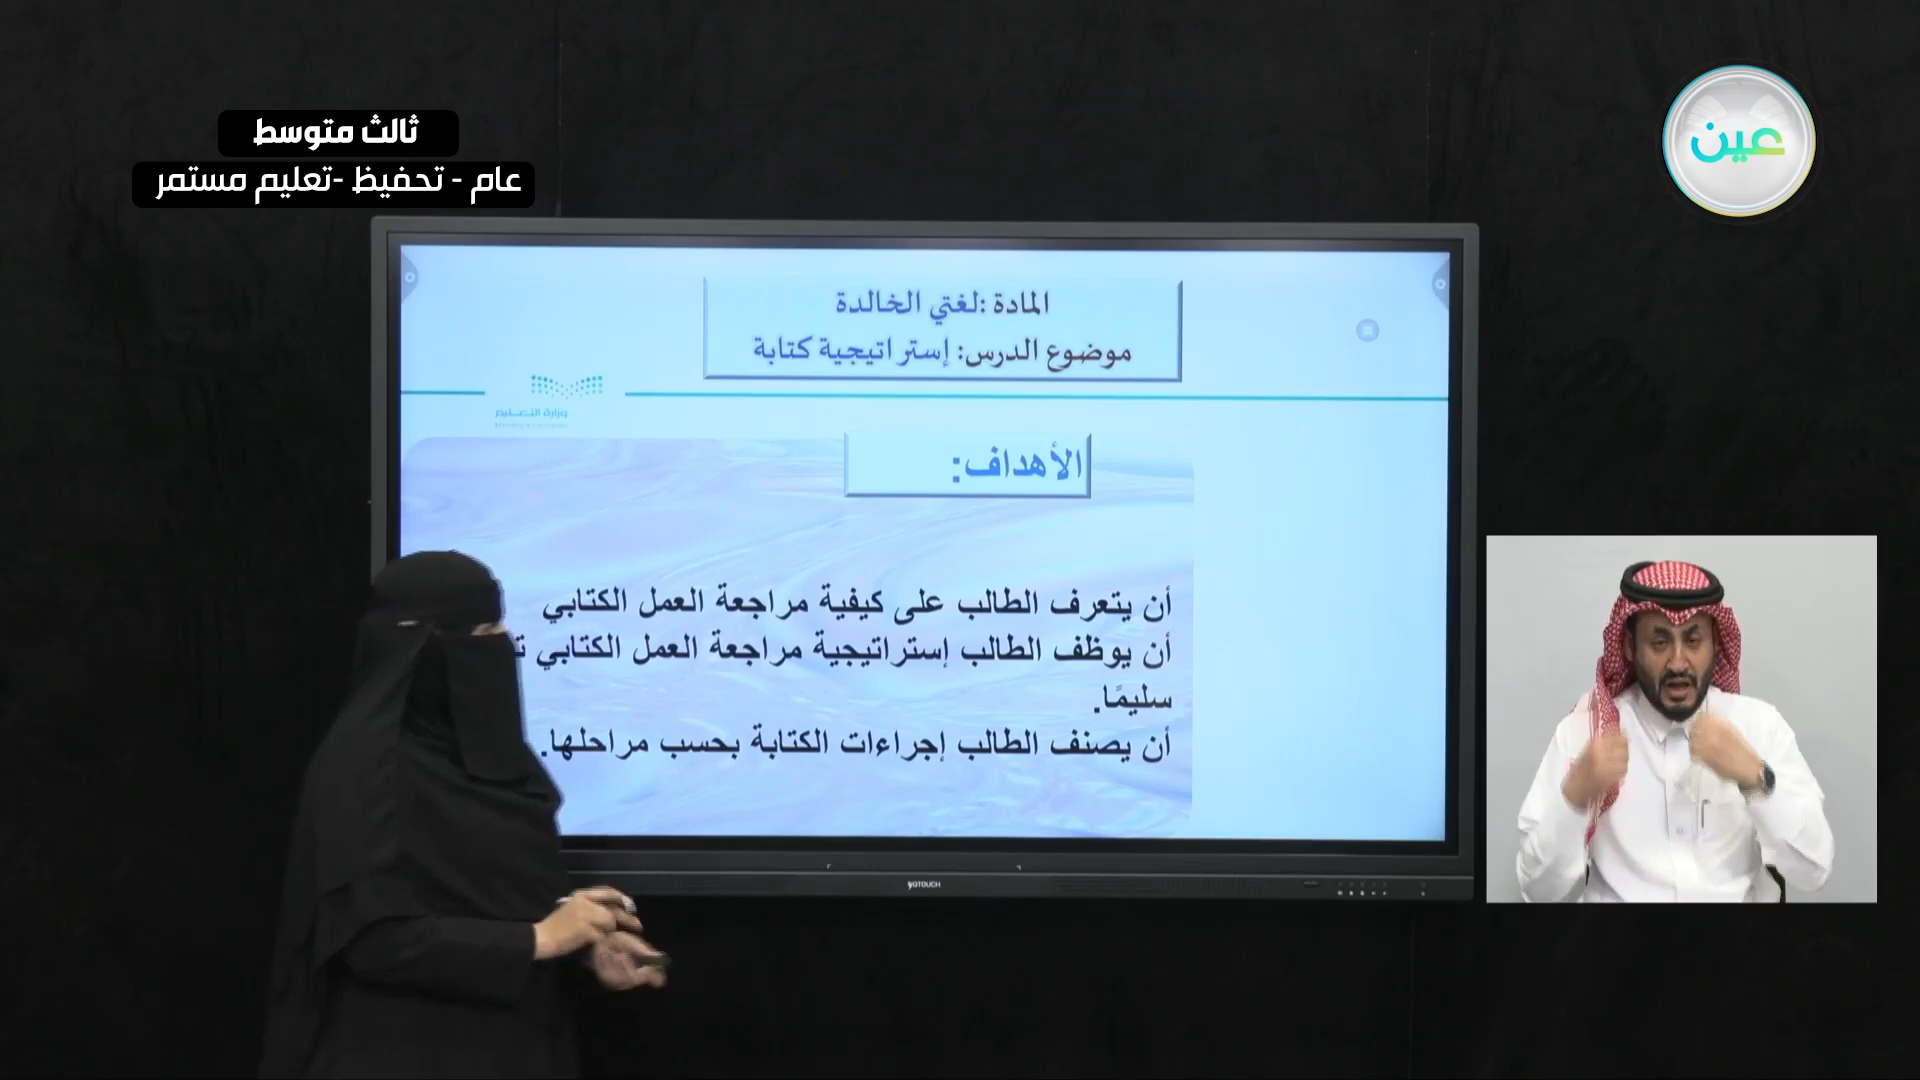 ثالث متوسط
عام - تحفيظ -تعليم مستمر
عين
المادة :لغتي الخالدة
موضوع الدرس: إستراتيجية كتابة
وزارة التعليم
الأهداف:
أن يتعرف الطالب على كيفية مراجعة العمل الكتابي
أن يوظف الطالب إستراتيجية مراجعة العمل الكتابي
سليمًا.
أن يصنف الطالب إجراءات الكتابة بحسب مراحلها.
YOTOUCH